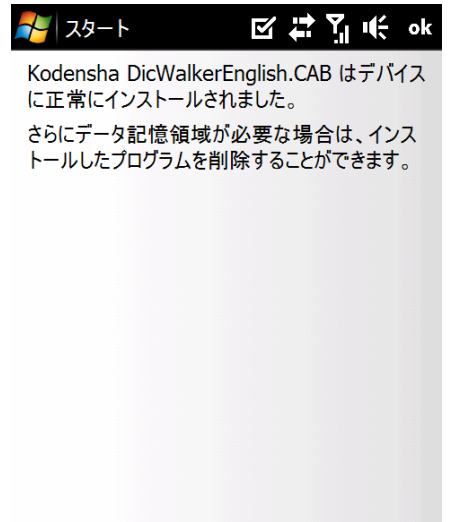 スタート ok
Kodensha DicWalkerEnglish.CAB はデバイス
に正常にインストールされました。
さらにデータ記憶領域が必要な場合は、インス
トールしたプログラムを削除することができます。